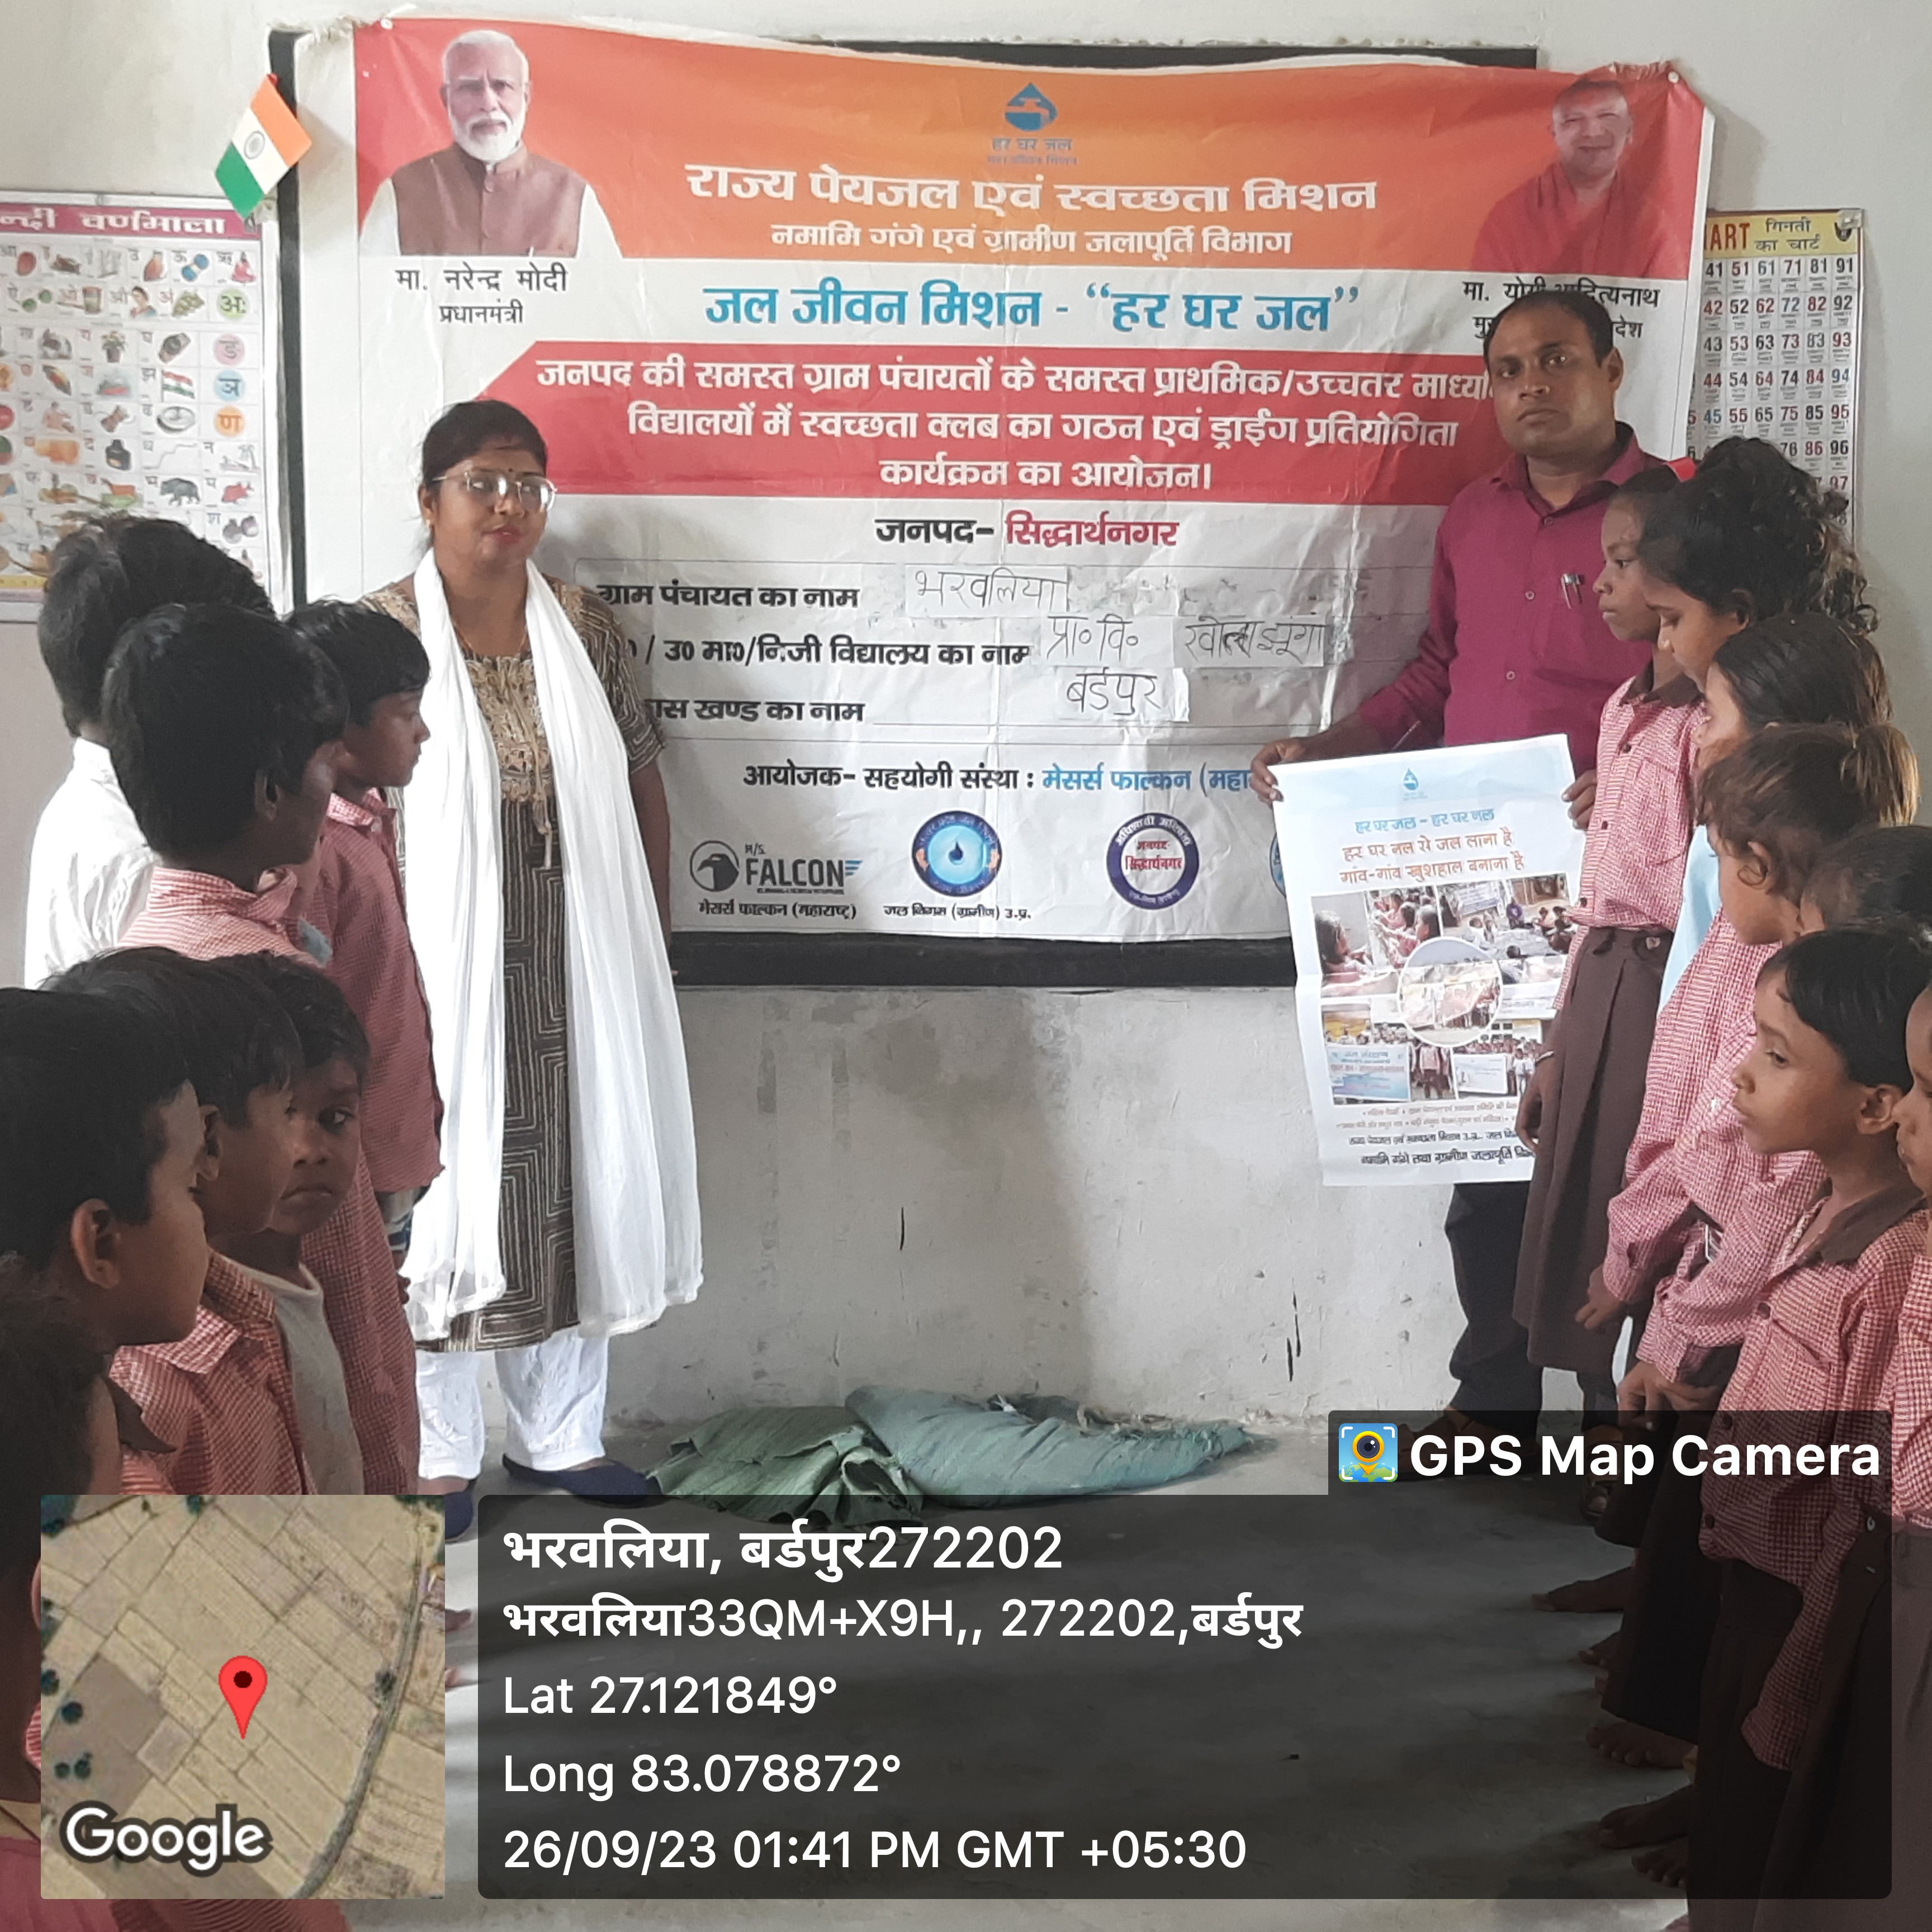 हर घर जल
जल जीवन मिशन
राज्य पेयजल एवं स्वच्छता मिशन
नमामि गंगे एवं ग्रामीण जलापूर्ति विभाग
मा. नरेन्द्र मोदी
प्रधानमंत्री
जल जीवन मिशन - “हर घर जल”
मा. योगी आदित्यनाथ
जनपद की समस्त ग्राम पंचायतों के समस्त प्राथमिक/उच्चतर
विद्यालयों में स्वच्छता क्लब का गठन एवं ड्राईंग प्रतियोगिता
कार्यक्रम का आयोजन।
जनपद- सिद्धार्थनगर
ग्राम पंचायत का नाम भरवलिया
/ उ0 मा0/निजी विद्यालय का नाम प्रा॰ वि॰
खण्ड का नाम बर्डपुर
आयोजक- सहयोगी संस्था : मेसर्स फाल्कन
M/S.
FALCON
मेसर्स फाल्कन (महाराष्ट्र)
जल निगम (ग्रामीण) उ.प्र.
जनपद
सिद्धार्थनगर
हर घर जल - हर घर नल
हर घर नल से जल लाना है
गांव-गांव खुशहाल बनाना है
वर्णमाला
ART गिनती
का चार्ट
41 51 61 71 81 91
42 52 62 72 82 92
43 53 63 73 83 93
44 54 64 74 84 94
45 55 65 75 85 95
76 86 96
97
GPS Map Camera
भरवलिया, बर्डपुर272202
भरवलिया33QM+X9H,, 272202,बर्डपुर
Lat 27.121849°
Long 83.078872°
26/09/23 01:41 PM GMT +05:30
Google